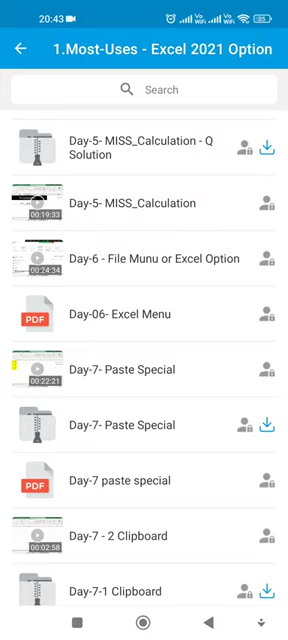 20:43
Vo
Vo
85
1.Most-Uses - Excel 2021 Option
Search
Day-5- MISS_Calculation - Q
Solution
Day-5- MISS_Calculation
00:19:33
Day-6 - File Munu or Excel Option
00:24:34
Day-06- Excel Menu
PDF
Day-7- Paste Special
00:22:21
Day-7- Paste Special
Day-7 paste special
PDF
Day-7 - 2 Clipboard
00:02:58
Day-7-1 Clipboard